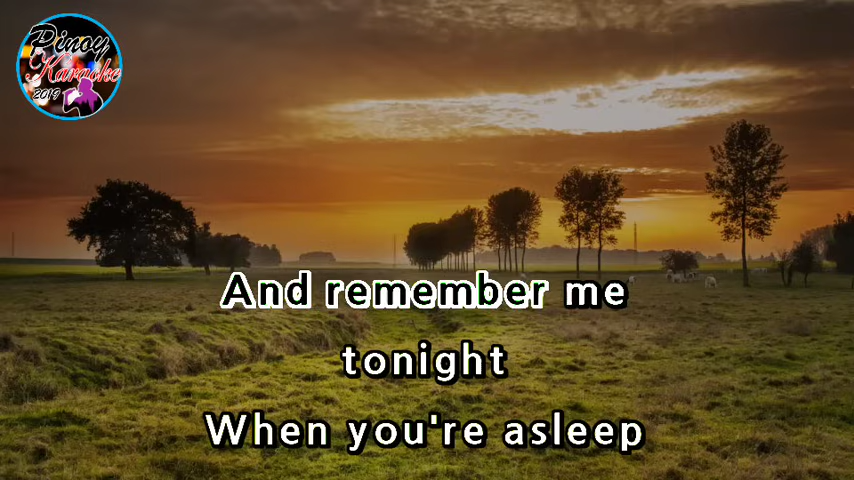 Pinoy
Karaoke
2019
And remember me
tonight
When you're asleep